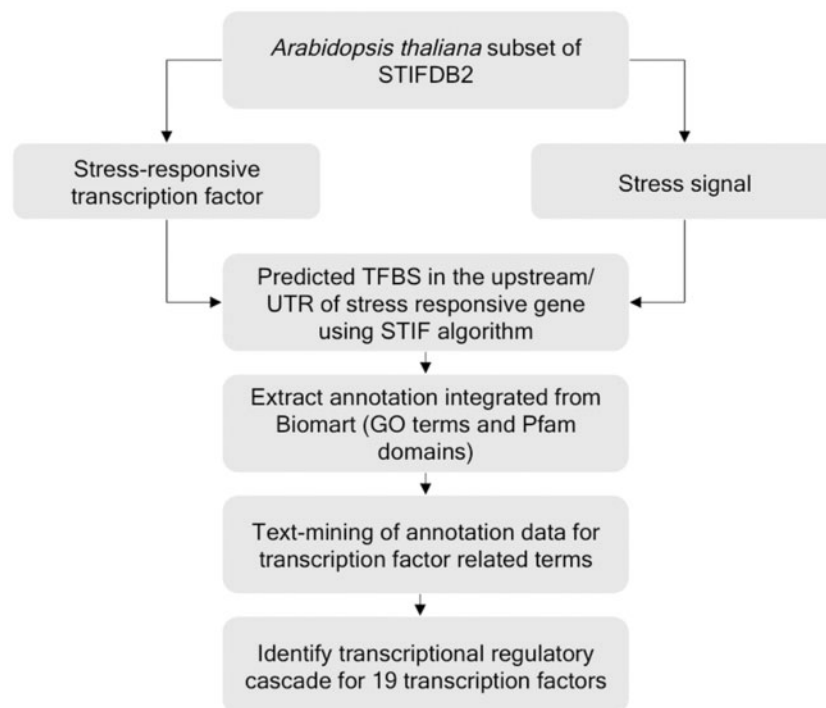 Arabidopsis thaliana subset of
STIFDB2
Stress-responsive
transcription factor
Stress signal
Predicted TFBS in the upstream/
UTR of stress responsive gene
using STIF algorithm
Extract annotation integrated from
Biomart (GO terms and Pfam
domains)
Text-mining of annotation data for
transcription factor related terms
Identify transcriptional regulatory
cascade for 19 transcription factors